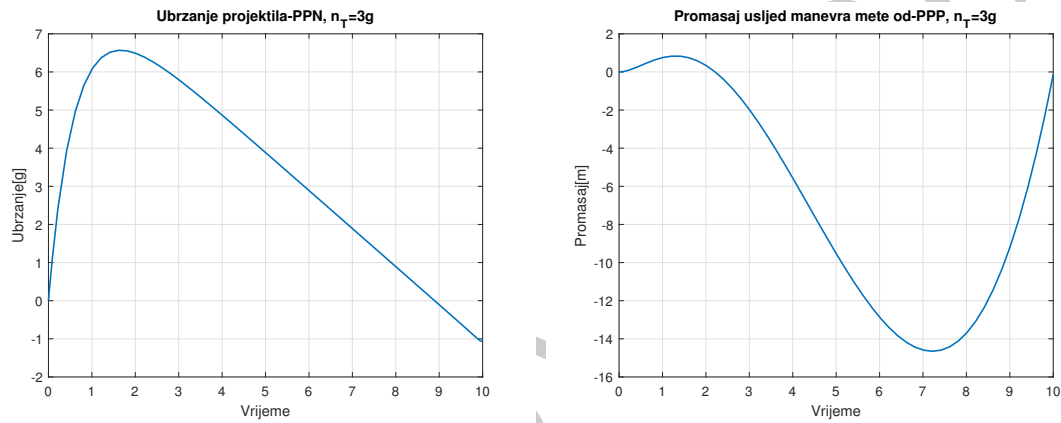 Ubrzanje projektila-PPN, n_T=3g
Ubrzanje[g]
7
6
5
4
3
2
1
0
-1
-2
0 1 2 3 4 5 6 7 8 9 10
Vrijeme
Promasaj usljed manevra mete od-PPP, n_T=3g
Promasaj[m]
2
0
-2
-4
-6
-8
-10
-12
-14
-16
0 1 2 3 4 5 6 7 8 9 10
Vrijeme